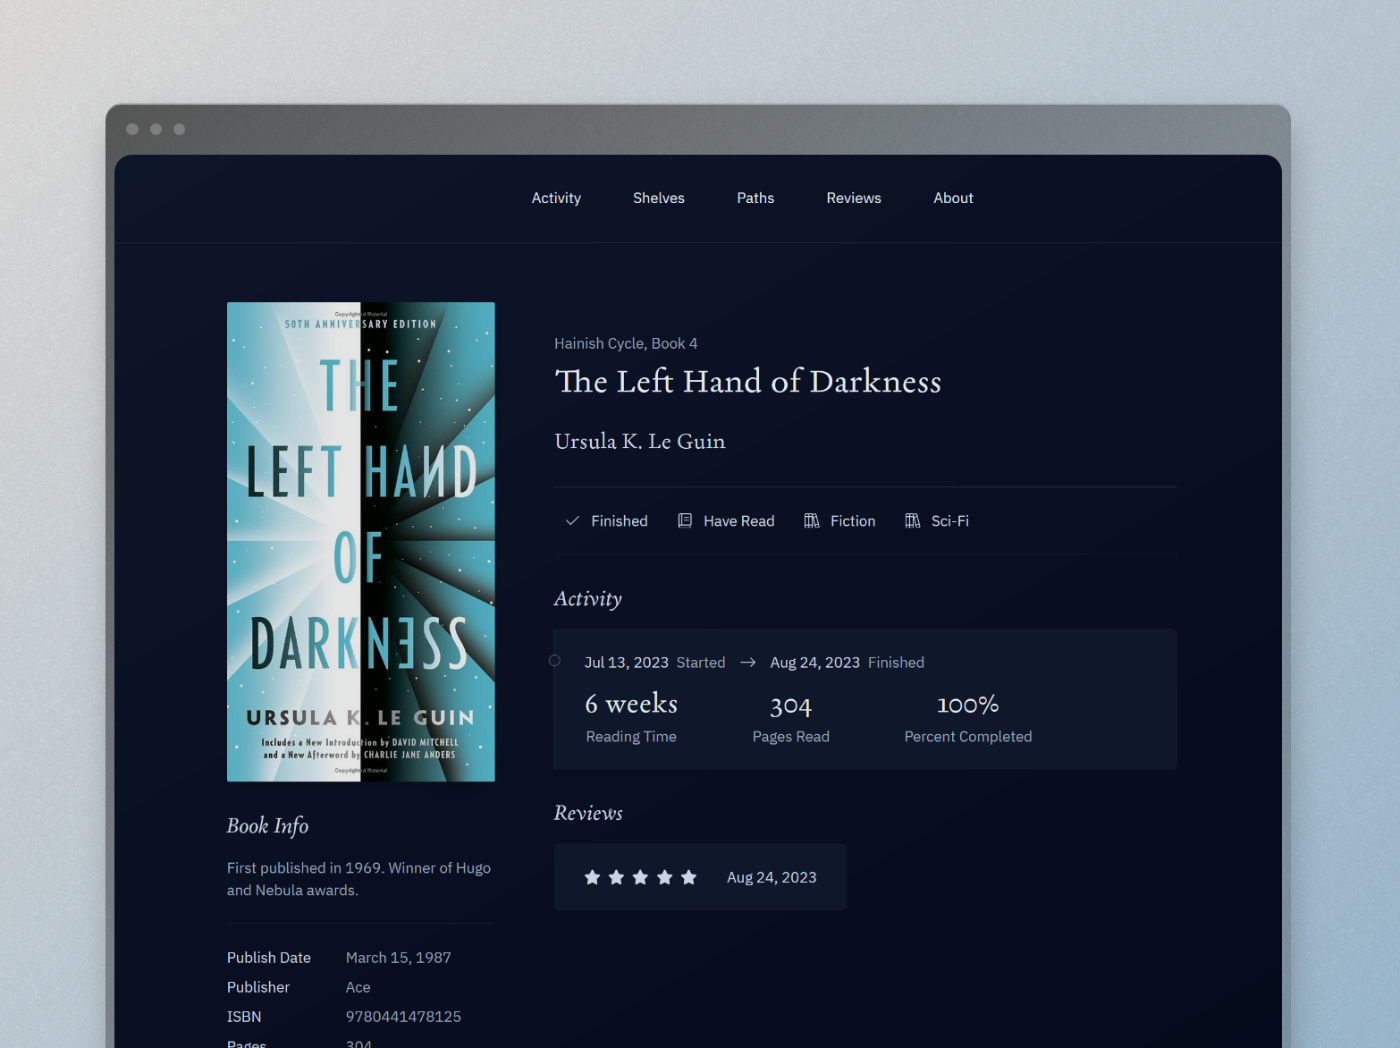 Activity Shelves Paths Reviews About
Copyrighted Material
50TH ANNIVERSARY EDITION
THE
LEFT HAND
OF
DARKNESS
URSULA K. LE GUIN
Includes a New Introduction by DAVID MITCHELL
and a New Afterword by CHARLIE JANE ANDERS
Copyrighted Material
Book Info
First published in 1969. Winner of Hugo
and Nebula awards.
Publish Date March 15, 1987
Publisher Ace
ISBN 9780441478125
Pages 304
Hainish Cycle, Book 4
The Left Hand of Darkness
Ursula K. Le Guin
Finished Have Read Fiction Sci-Fi
Activity
Jul 13, 2023 Started → Aug 24, 2023 Finished
6 weeks 304 100%
Reading Time Pages Read Percent Completed
Reviews
★★★★★ Aug 24, 2023